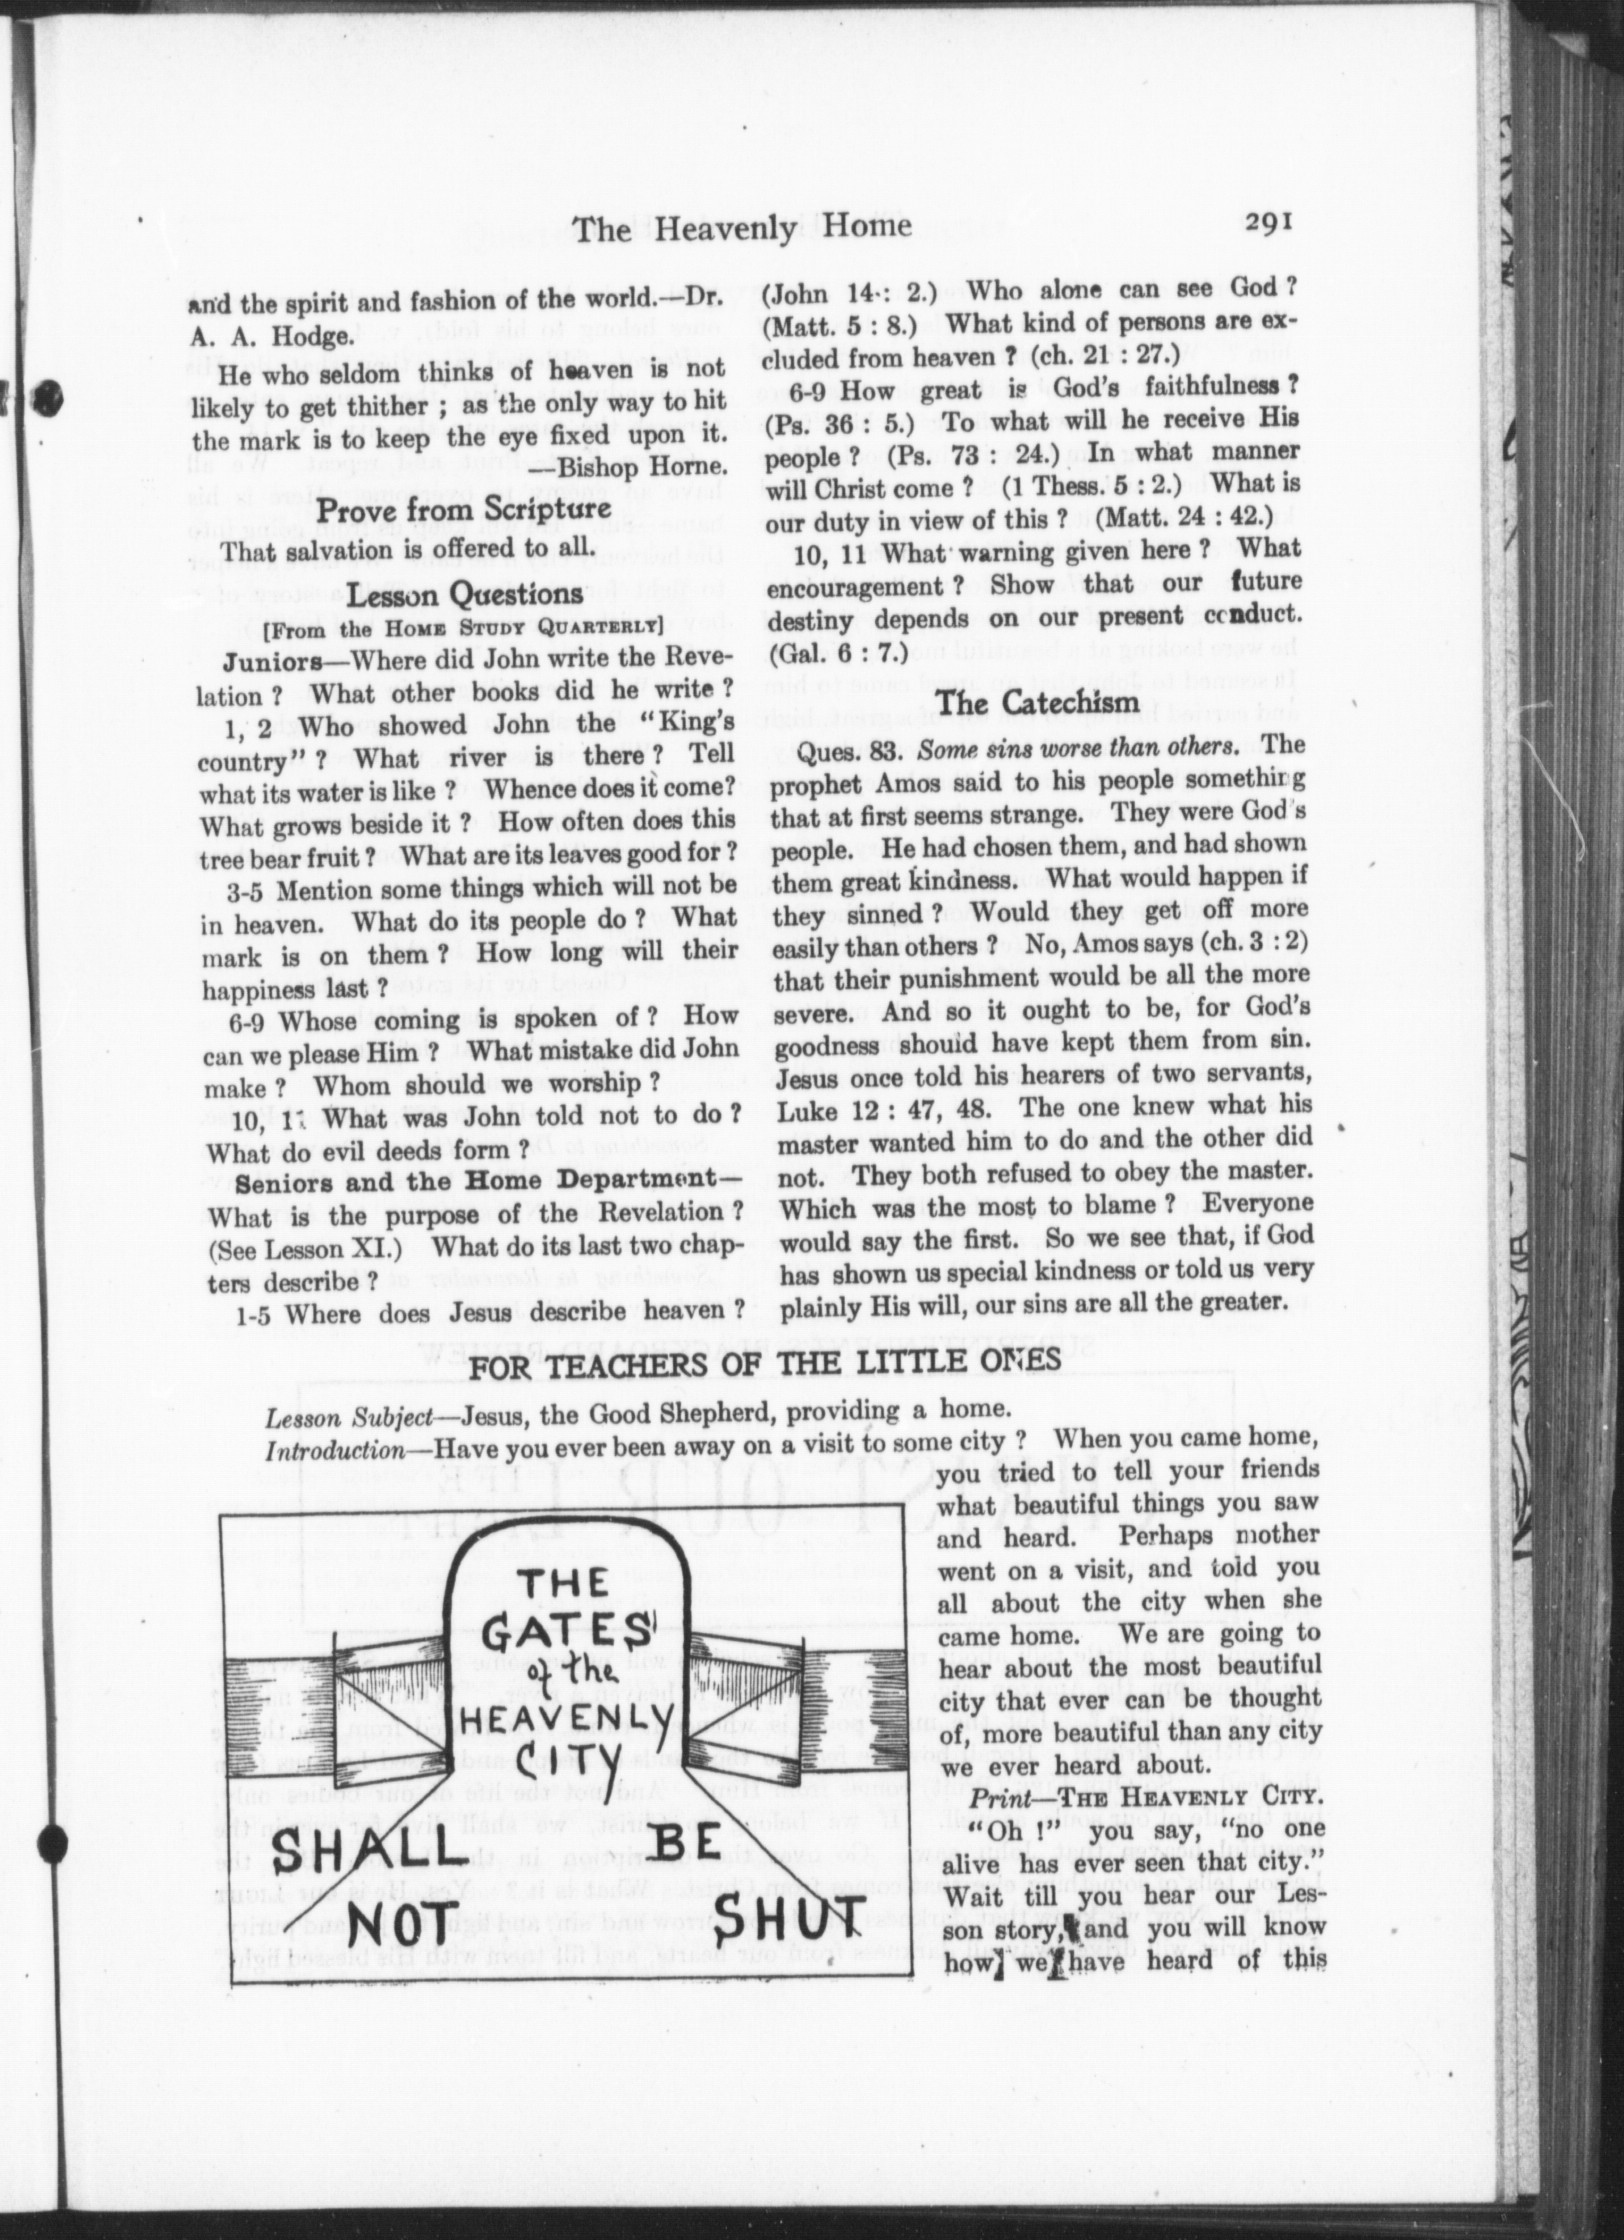 The Heavenly Home 291
and the spirit and fashion of the world.—Dr.
A. A. Hodge.
He who seldom thinks of heaven is not
likely to get thither ; as the only way to hit
the mark is to keep the eye fixed upon it.
—Bishop Horne.
Prove from Scripture
That salvation is offered to all.
Lesson Questions
[From the HOME STUDY QUARTERLY]
Juniors—Where did John write the Reve-
lation ? What other books did he write ?
1, 2 Who showed John the "King's
country" ? What river is there ? Tell
what its water is like ? Whence does it come?
What grows beside it ? How often does this
tree bear fruit ? What are its leaves good for ?
3-5 Mention some things which will not be
in heaven. What do its people do ? What
mark is on them ? How long will their
happiness last ?
6-9 Whose coming is spoken of ? How
can we please Him ? What mistake did John
make ? Whom should we worship ?
10, 11 What was John told not to do ?
What do evil deeds form ?
Seniors and the Home Department—
What is the purpose of the Revelation ?
(See Lesson XI.) What do its last two chap-
ters describe ?
1-5 Where does Jesus describe heaven ?
(John 14 : 2.) Who alone can see God ?
(Matt. 5 : 8.) What kind of persons are ex-
cluded from heaven ? (ch. 21 : 27.)
6-9 How great is God's faithfulness ?
(Ps. 36 : 5.) To what will he receive His
people ? (Ps. 73 : 24.) In what manner
will Christ come ? (1 Thess. 5 : 2.) What is
our duty in view of this ? (Matt. 24 : 42.)
10, 11 What warning given here ? What
encouragement ? Show that our future
destiny depends on our present conduct.
(Gal. 6 : 7.)
The Catechism
Ques. 83. Some sins worse than others. The
prophet Amos said to his people something
that at first seems strange. They were God's
people. He had chosen them, and had shown
them great kindness. What would happen if
they sinned ? Would they get off more
easily than others ? No, Amos says (ch. 3 : 2)
that their punishment would be all the more
severe. And so it ought to be, for God's
goodness should have kept them from sin.
Jesus once told his hearers of two servants,
Luke 12 : 47, 48. The one knew what his
master wanted him to do and the other did
not. They both refused to obey the master.
Which was the most to blame ? Everyone
would say the first. So we see that, if God
has shown us special kindness or told us very
plainly His will, our sins are all the greater.
FOR TEACHERS OF THE LITTLE ONES
Lesson Subject—Jesus, the Good Shepherd, providing a home.
Introduction—Have you ever been away on a visit to some city ? When you came home,
you tried to tell your friends
what beautiful things you saw
and heard. Perhaps mother
went on a visit, and told you
all about the city when she
came home. We are going to
hear about the most beautiful
city that ever can be thought
of, more beautiful than any city
we ever heard about.
Print—THE HEAVENLY CITY.
"Oh !" you say, "no one
alive has ever seen that city."
Wait till you hear our Les-
son story, and you will know
how we have heard of this
THE
GATES
of the
HEAVENLY
CITY
SHALL BE
NOT SHUT